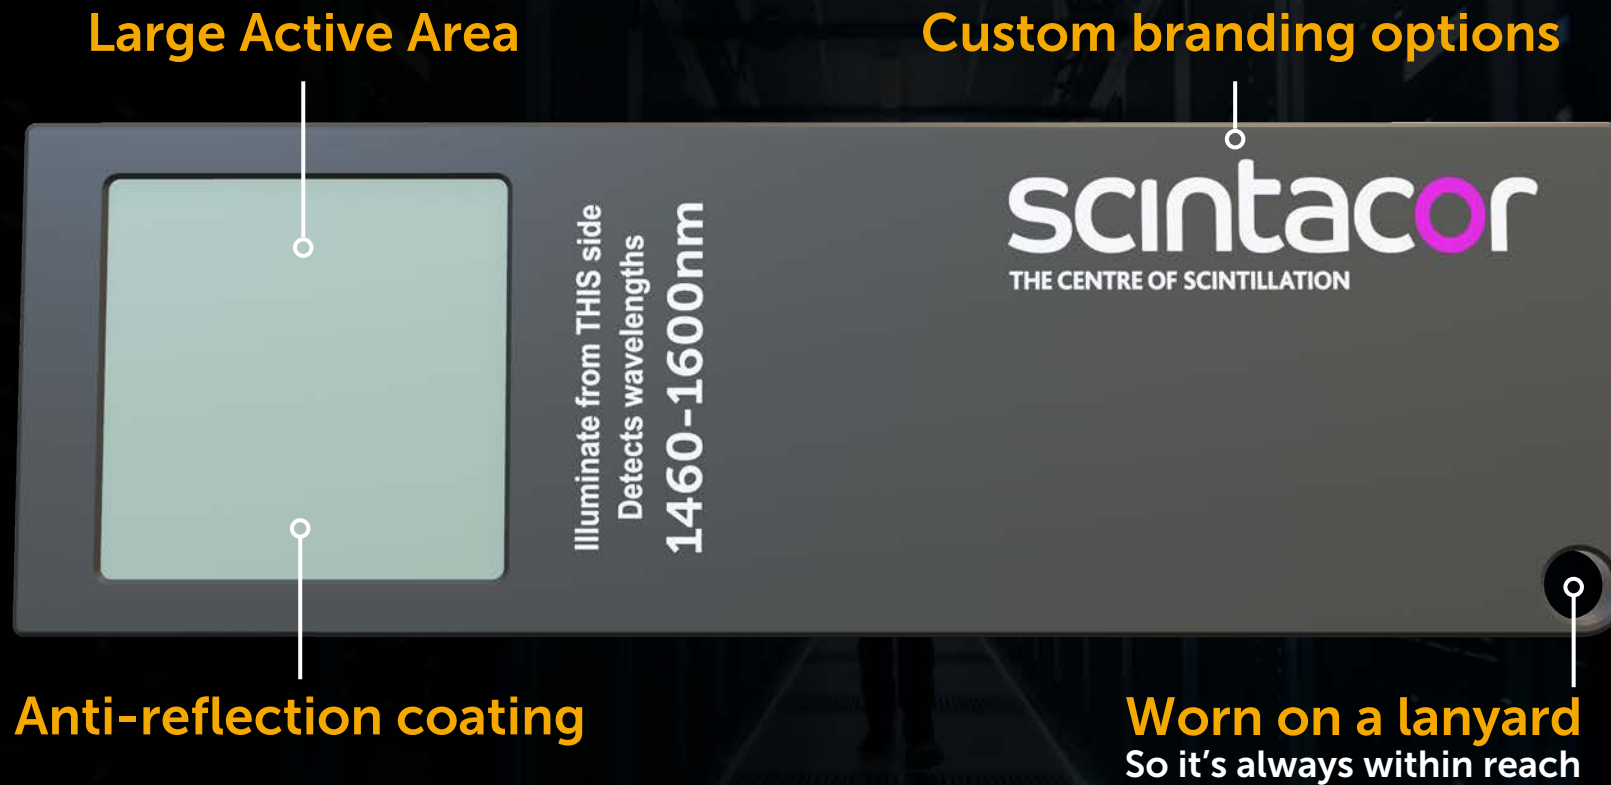 Large Active Area
Custom branding options
Illuminate from THIS side
Detects wavelengths
1460-1600nm
scintacor
THE CENTRE OF SCINTILLATION
Anti-reflection coating
Worn on a lanyard
So it's always within reach